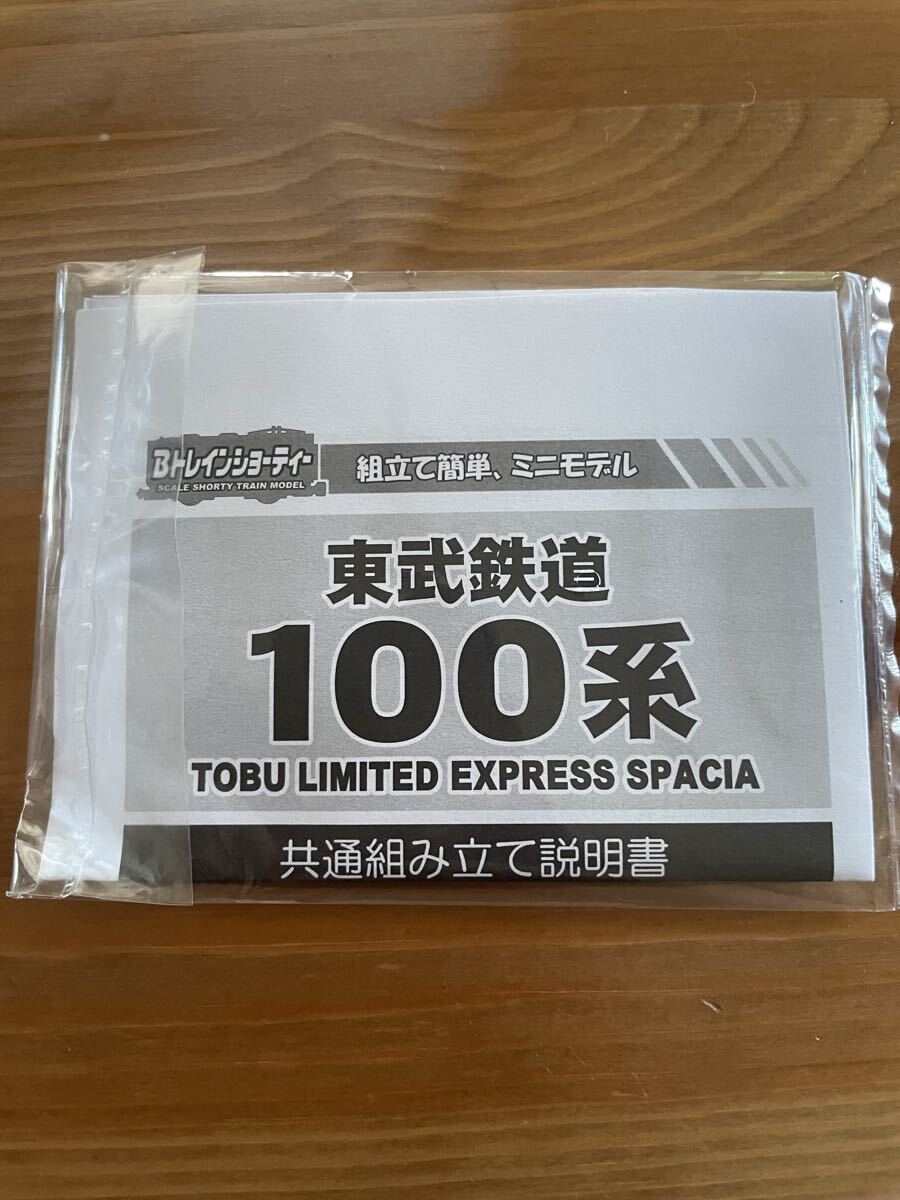 Bトレインショーティー
SCALE SHORTY TRAIN MODEL
組立て簡単、ミニモデル
東武鉄道
100系
TOBU LIMITED EXPRESS SPACIA
共通組み立て説明書